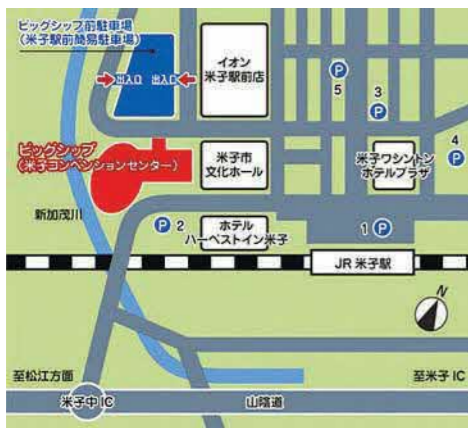 ビッグシップ前駐車場
(米子駅前簡易駐車場)
出入口 出入口
イオン
米子駅前店
P
5
3
P
4
P
ビッグシップ
(米子コンベンションセンター)
米子市
文化ホール
米子ワシントン
ホテルプラザ
新加茂川
P 2
ホテル
ハーベストイン米子
1 P
JR 米子駅
N
至松江方面
至米子 IC
米子中 IC
山陰道